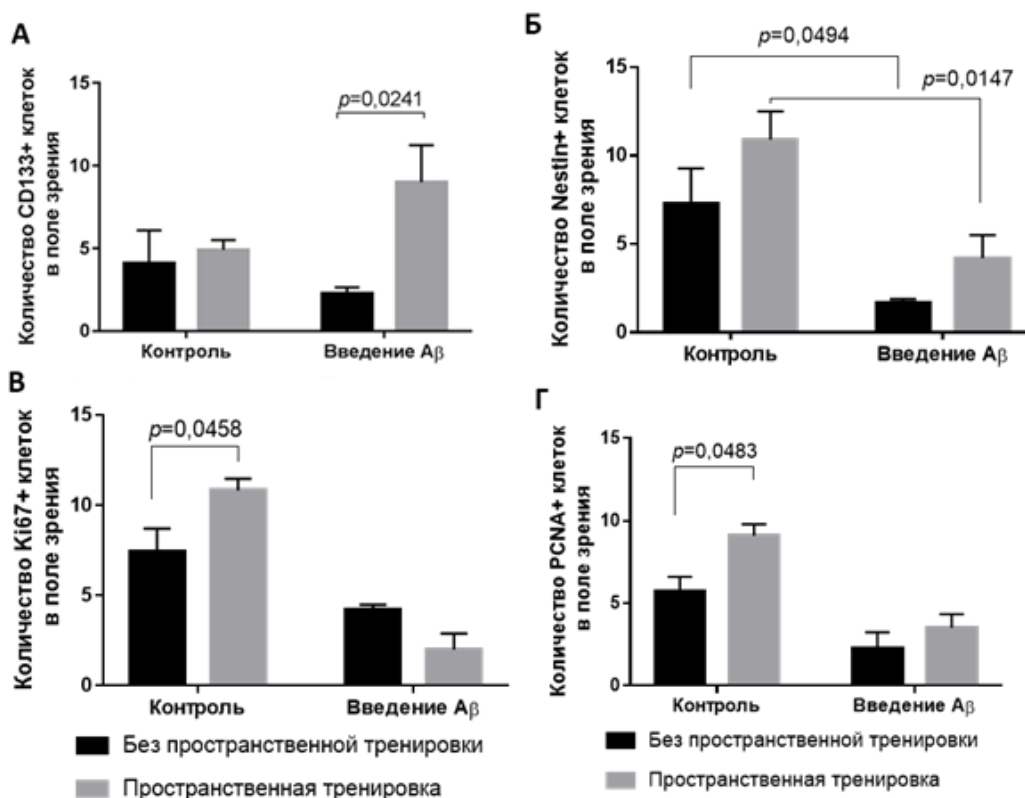 А
Количество CD133+ клеток
в поле зрения
15
10
5
0
p=0,0241
Контроль
Введение Aβ
Б
Количество Nestin+ клеток
в поле зрения
15
10
5
0
p=0,0494
p=0,0147
Контроль
Введение Aβ
В
Количество Ki67+ клеток
в поле зрения
15
10
5
0
p=0,0458
Контроль
Введение Aβ
Без пространственной тренировки
Пространственная тренировка
Г
Количество PCNA+ клеток
в поле зрения
15
10
5
0
p=0,0483
Контроль
Введение Aβ
Без пространственной тренировки
Пространственная тренировка